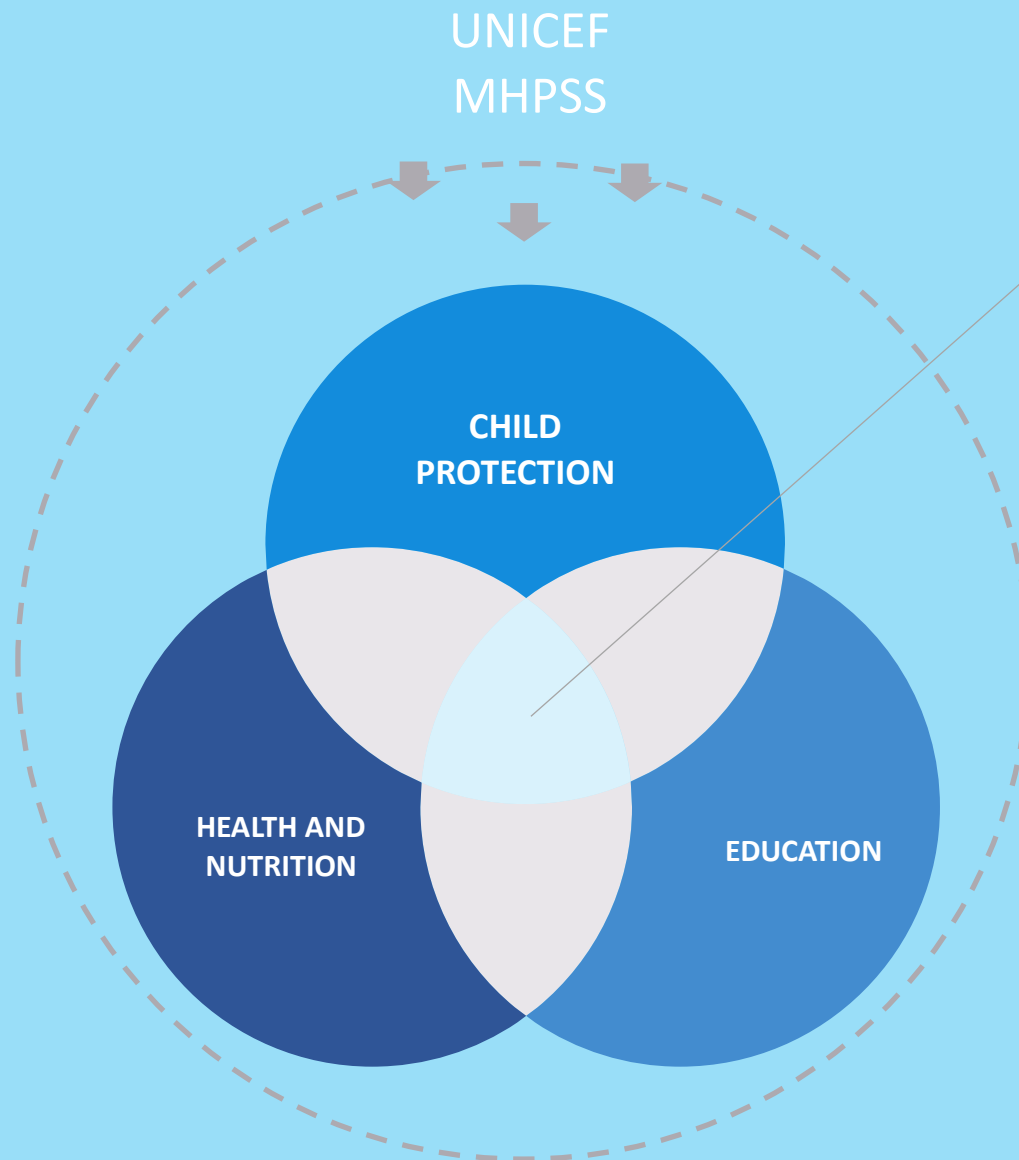 UNICEF
MHPSS
CHILD
PROTECTION
HEALTH AND
NUTRITION
EDUCATION